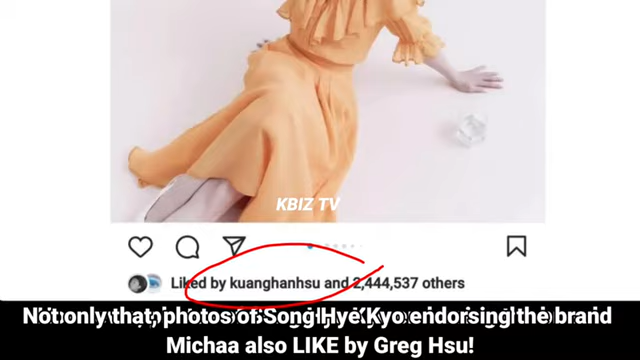 KBIZ TV
Liked by kuanghanhsu and 2,444,537 others
Not only that, photos of Song Hye Kyo endorsing the brand
Michaa also LIKE by Greg Hsu!